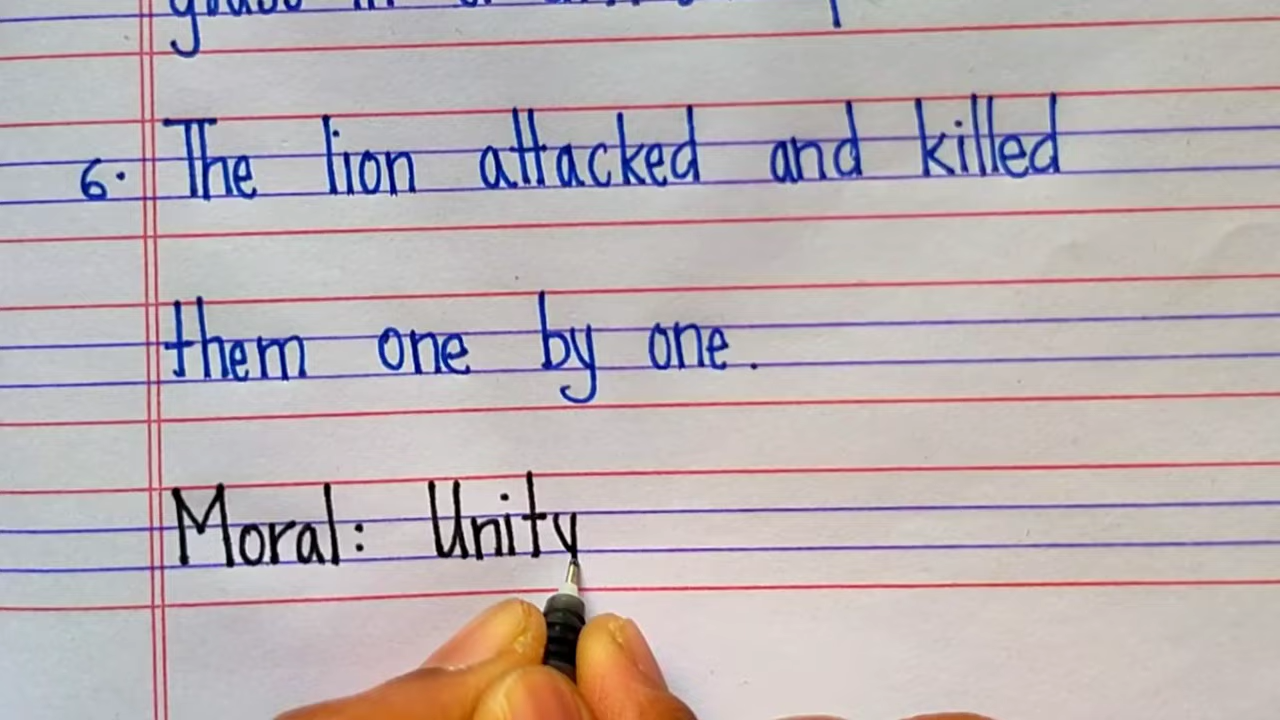 6. The lion attacked and killed
them one by one.
Moral: Unity